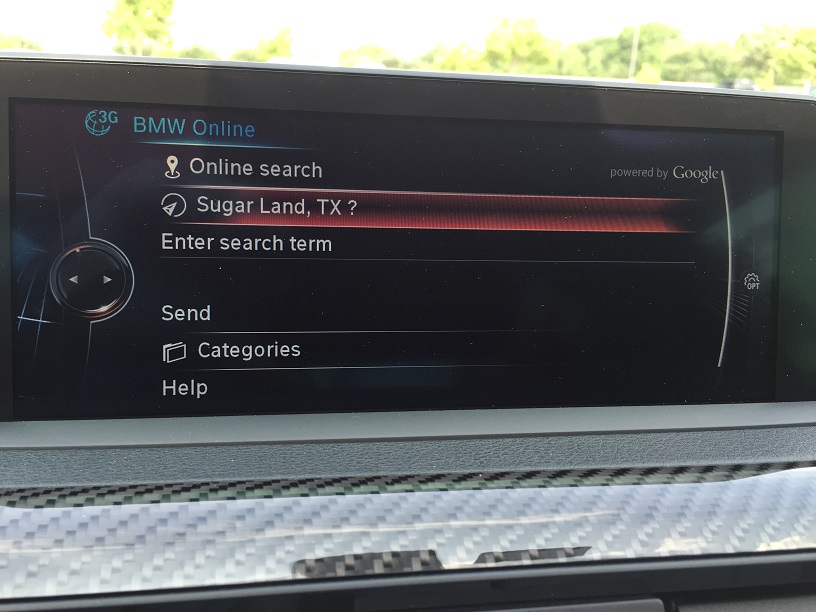 3G BMW Online
Online search powered by Google
Sugar Land, TX ?
Enter search term
OPT
Send
Categories
Help